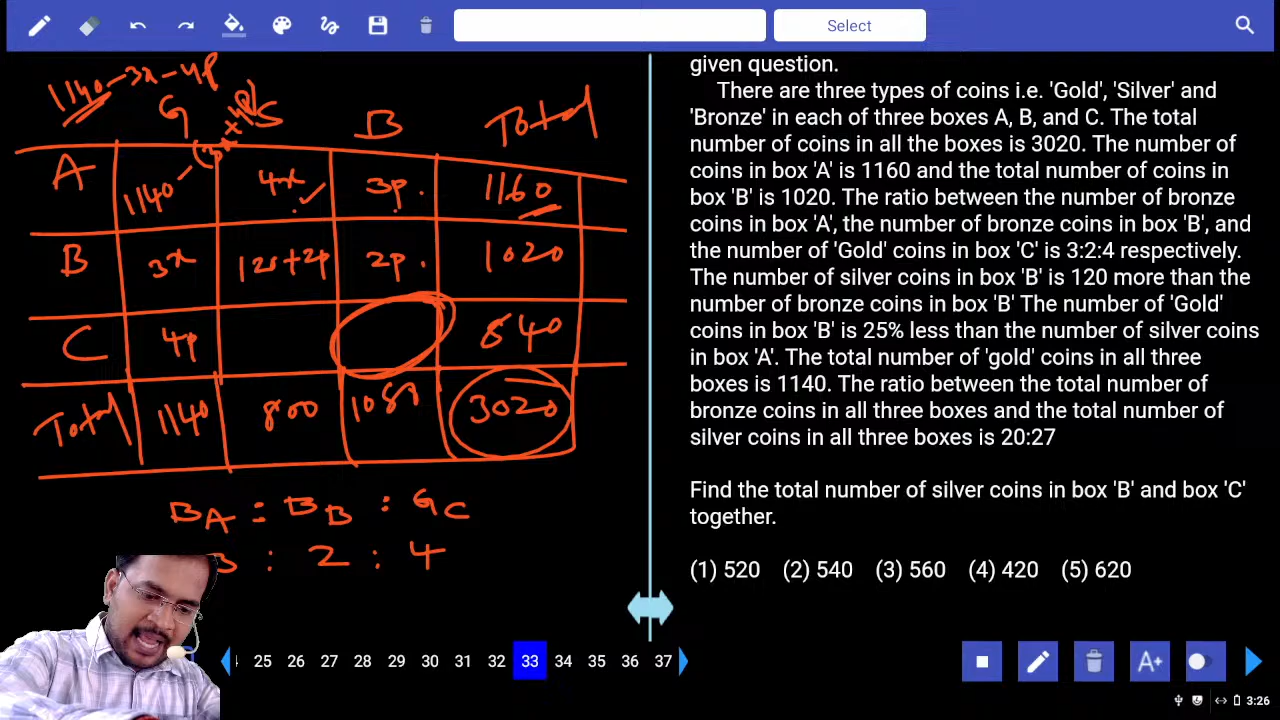 Select
given question.
There are three types of coins i.e. 'Gold', 'Silver' and
'Bronze' in each of three boxes A, B, and C. The total
number of coins in all the boxes is 3020. The number of
coins in box 'A' is 1160 and the total number of coins in
box 'B' is 1020. The ratio between the number of bronze
coins in box 'A', the number of bronze coins in box 'B', and
the number of 'Gold' coins in box 'C' is 3:2:4 respectively.
The number of silver coins in box 'B' is 120 more than the
number of bronze coins in box 'B' The number of 'Gold'
coins in box 'B' is 25% less than the number of silver coins
in box 'A'. The total number of 'gold' coins in all three
boxes is 1140. The ratio between the total number of
bronze coins in all three boxes and the total number of
silver coins in all three boxes is 20:27
Find the total number of silver coins in box 'B' and box 'C'
together.
(1) 520 (2) 540 (3) 560 (4) 420 (5) 620
1140-3x-4p
G S B Total
A 1140-(3x+4p) 4x 3p. 1160
B 3x 120+2p 2p. 1020
C 4p 840
Total 1140 800 1080 3020
BA : BB : GC
3 : 2 : 4
25 26 27 28 29 30 31 32 33 34 35 36 37
A+
3:26